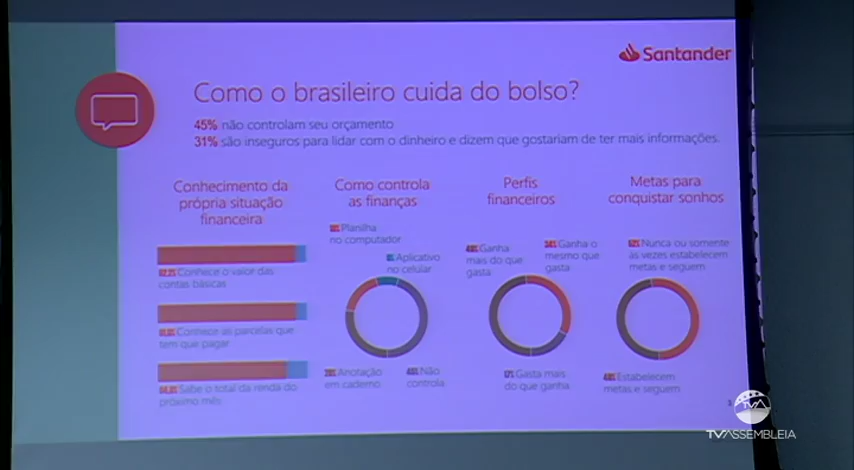 Santander
Como o brasileiro cuida do bolso?
45% não controlam seu orçamento
31% são inseguros para lidar com o dinheiro e dizem que gostariam de ter mais informações.
Conhecimento da
própria situação
financeira
Conhece o valor das
contas básicas
Conhece as parcelas que
tem que pagar
Sabe o total da renda do
próximo mês
Como controla
as finanças
Planilha
no computador
Aplicativo
no celular
Anotação
em caderno
Não
controla
Perfis
financeiros
Ganha
mais do que
gasta
Ganha o
mesmo que
gasta
Gasta mais
do que ganha
Metas para
conquistar sonhos
Nunca ou somente
às vezes estabelecem
metas e seguem
Estabelecem
metas e seguem
TVA
TVASSEMBLEIA